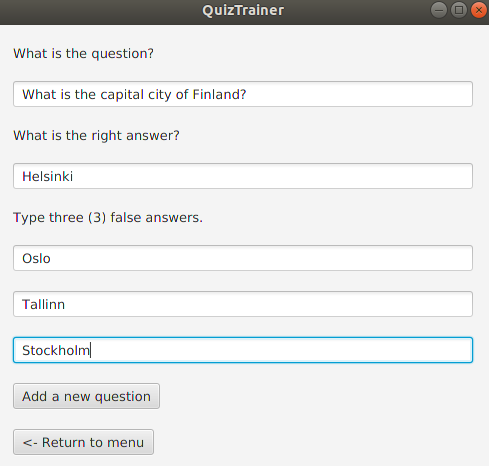 QuizTrainer
What is the question?
What is the capital city of Finland?
What is the right answer?
Helsinki
Type three (3) false answers.
Oslo
Tallinn
Stockholm
Add a new question
<- Return to menu